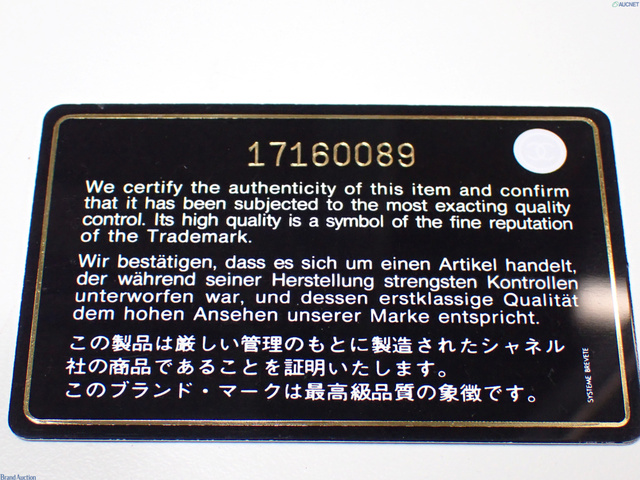 AUCNET
17160089
We certify the authenticity of this item and confirm
that it has been subjected to the most exacting quality
control. Its high quality is a symbol of the fine reputation
of the Trademark.
Wir bestätigen, dass es sich um einen Artikel handelt,
der während seiner Herstellung strengsten Kontrollen
unterworfen war, und dessen erstklassige Qualität
dem hohen Ansehen unserer Marke entspricht.
この製品は厳しい管理のもとに製造されたシャネル
社の商品であることを証明いたします。
このブランド・マークは最高級品質の象徴です。
SYSTEME BREVETE
Brand Auction